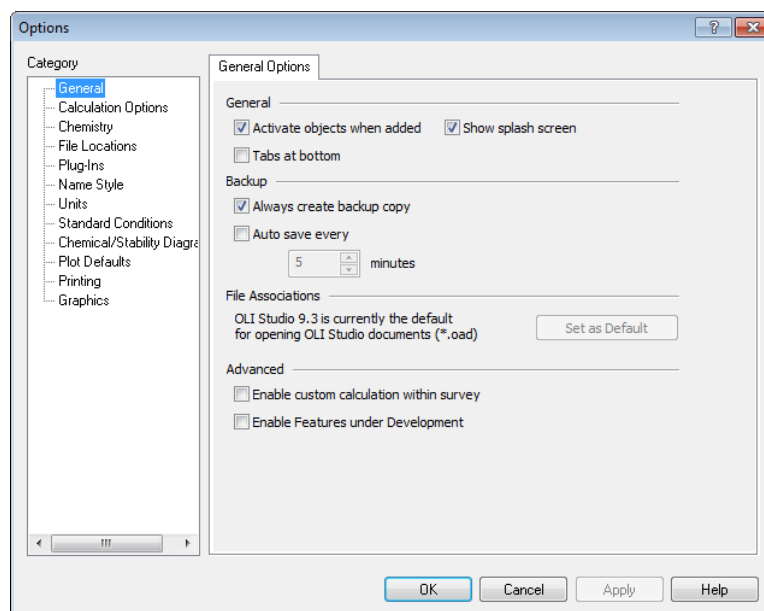 Options
Category
General
Calculation Options
Chemistry
File Locations
Plug-Ins
Name Style
Units
Standard Conditions
Chemical/Stability Diagra
Plot Defaults
Printing
Graphics
General Options
General
Activate objects when added Show splash screen
Tabs at bottom
Backup
Always create backup copy
Auto save every
5 minutes
File Associations
OLI Studio 9.3 is currently the default
for opening OLI Studio documents (*.oad)
Set as Default
Advanced
Enable custom calculation within survey
Enable Features under Development
OK Cancel Apply Help